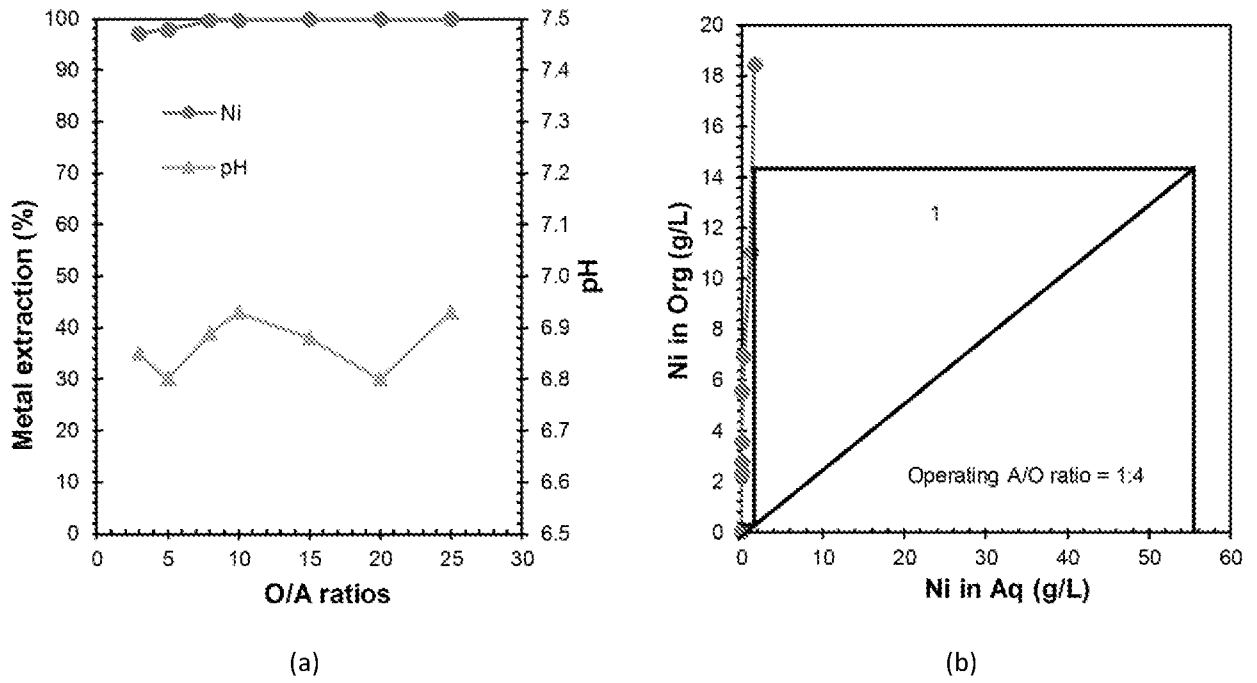 Metal extraction (%)
100
90
80
70
60
50
40
30
20
10
0
Ni
pH
7.5
7.4
7.3
7.2
7.1
7.0
6.9
6.8
6.7
6.6
6.5
pH
0 5 10 15 20 25 30
O/A ratios
(a)
Ni in Org (g/L)
20
18
16
14
12
10
8
6
4
2
0
1
Operating A/O ratio = 1:4
0 10 20 30 40 50 60
Ni in Aq (g/L)
(b)